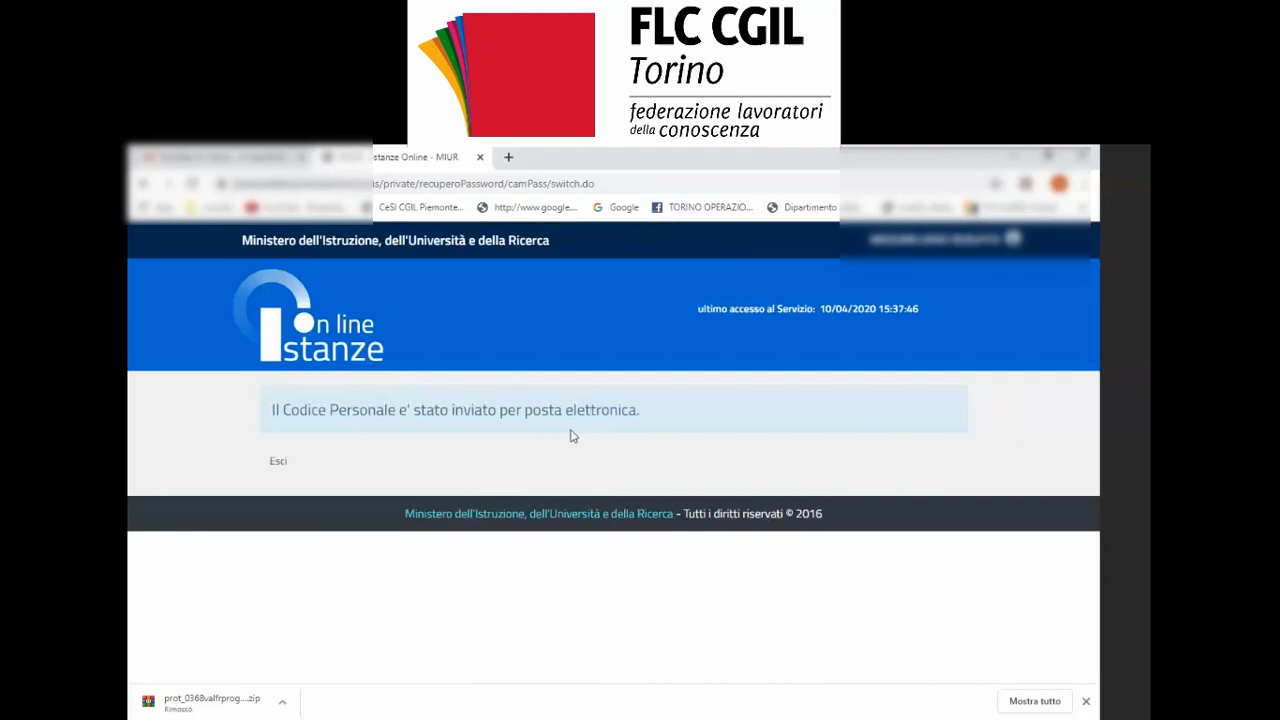 FLC CGIL
Torino
federazione lavoratori
della conoscenza
stanze Online - MIUR
is/private/recuperoPassword/camPass/switch.do
CeSI CGIL Piemonte...
http://www.google...
Google
TORINO OPERAZIO...
Dipartimento
Ministero dell'Istruzione, dell'Università e della Ricerca
On line
Istanze
ultimo accesso al Servizio: 10/04/2020 15:37:46
Il Codice Personale e' stato inviato per posta elettronica.
Esci
Ministero dell'Istruzione, dell'Università e della Ricerca - Tutti i diritti riservati © 2016
prot_0368valfrprog....zip
Rimosso
Mostra tutto